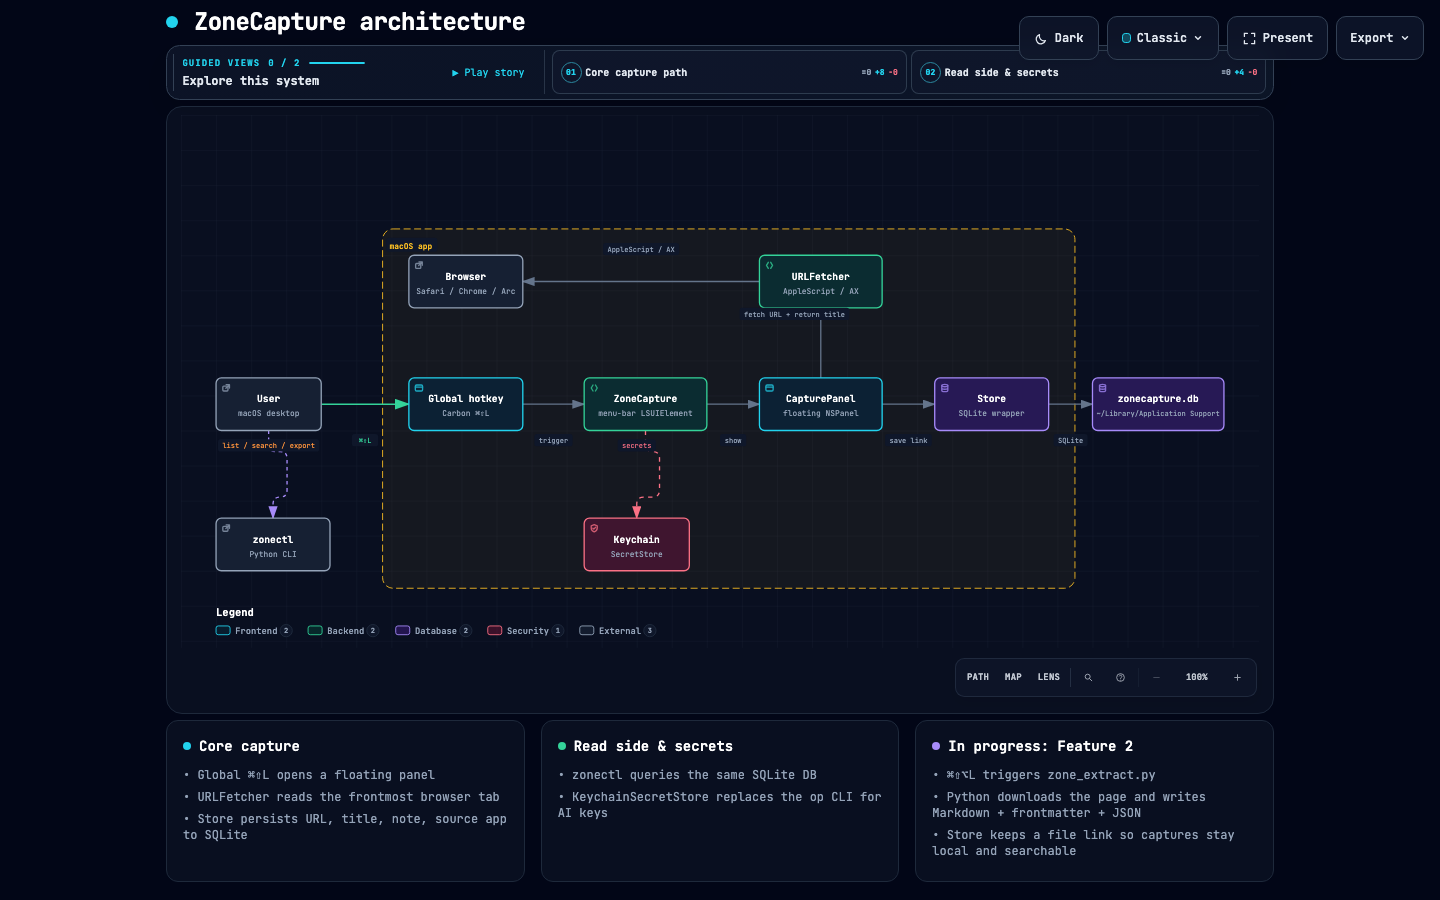 ZoneCapture architecture
Dark
Classic
Present
Export
GUIDED VIEWS 0 / 2
Explore this system
▶ Play story
01 Core capture path
=0 +8 -0
02 Read side & secrets
=0 +4 -0
macOS app
AppleScript / AX
Browser
Safari / Chrome / Arc
URLFetcher
AppleScript / AX
fetch URL + return title
User
macOS desktop
Global hotkey
Carbon ⌘⇧L
ZoneCapture
menu-bar LSUIElement
CapturePanel
floating NSPanel
Store
SQLite wrapper
zonecapture.db
~/Library/Application Support
list / search / export
⌘⇧L
trigger
secrets
show
save link
SQLite
zonectl
Python CLI
Keychain
SecretStore
Legend
Frontend 2
Backend 2
Database 2
Security 1
External 3
PATH
MAP
LENS
−
100%
+
Core capture
• Global ⌘⇧L opens a floating panel
• URLFetcher reads the frontmost browser tab
• Store persists URL, title, note, source app
to SQLite
Read side & secrets
• zonectl queries the same SQLite DB
• KeychainSecretStore replaces the op CLI for
AI keys
In progress: Feature 2
• ⌘⇧⌥L triggers zone_extract.py
• Python downloads the page and writes
Markdown + frontmatter + JSON
• Store keeps a file link so captures stay
local and searchable